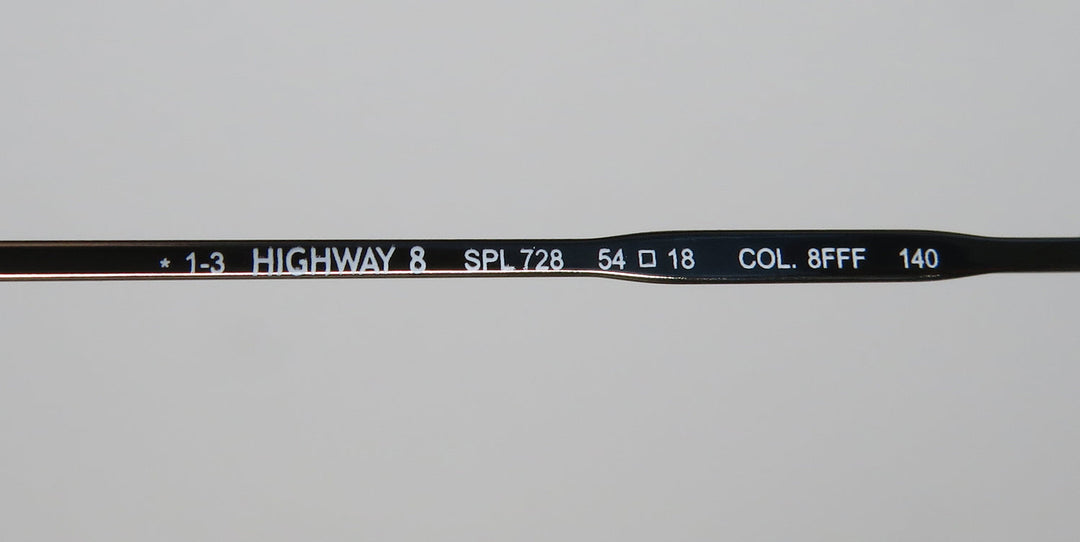 * 1-3 HIGHWAY 8 SPL 728 54 □ 18 COL. 8FFF 140